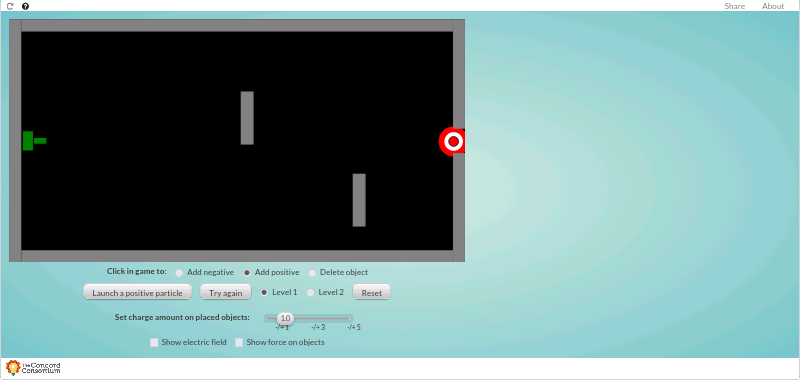 Share About
Click in game to: Add negative Add positive Delete object
Launch a positive particle Try again Level 1 Level 2 Reset
Set charge amount on placed objects: 1.0
-/+1 -/+3 -/+5
Show electric field Show force on objects
The Concord
Consortium